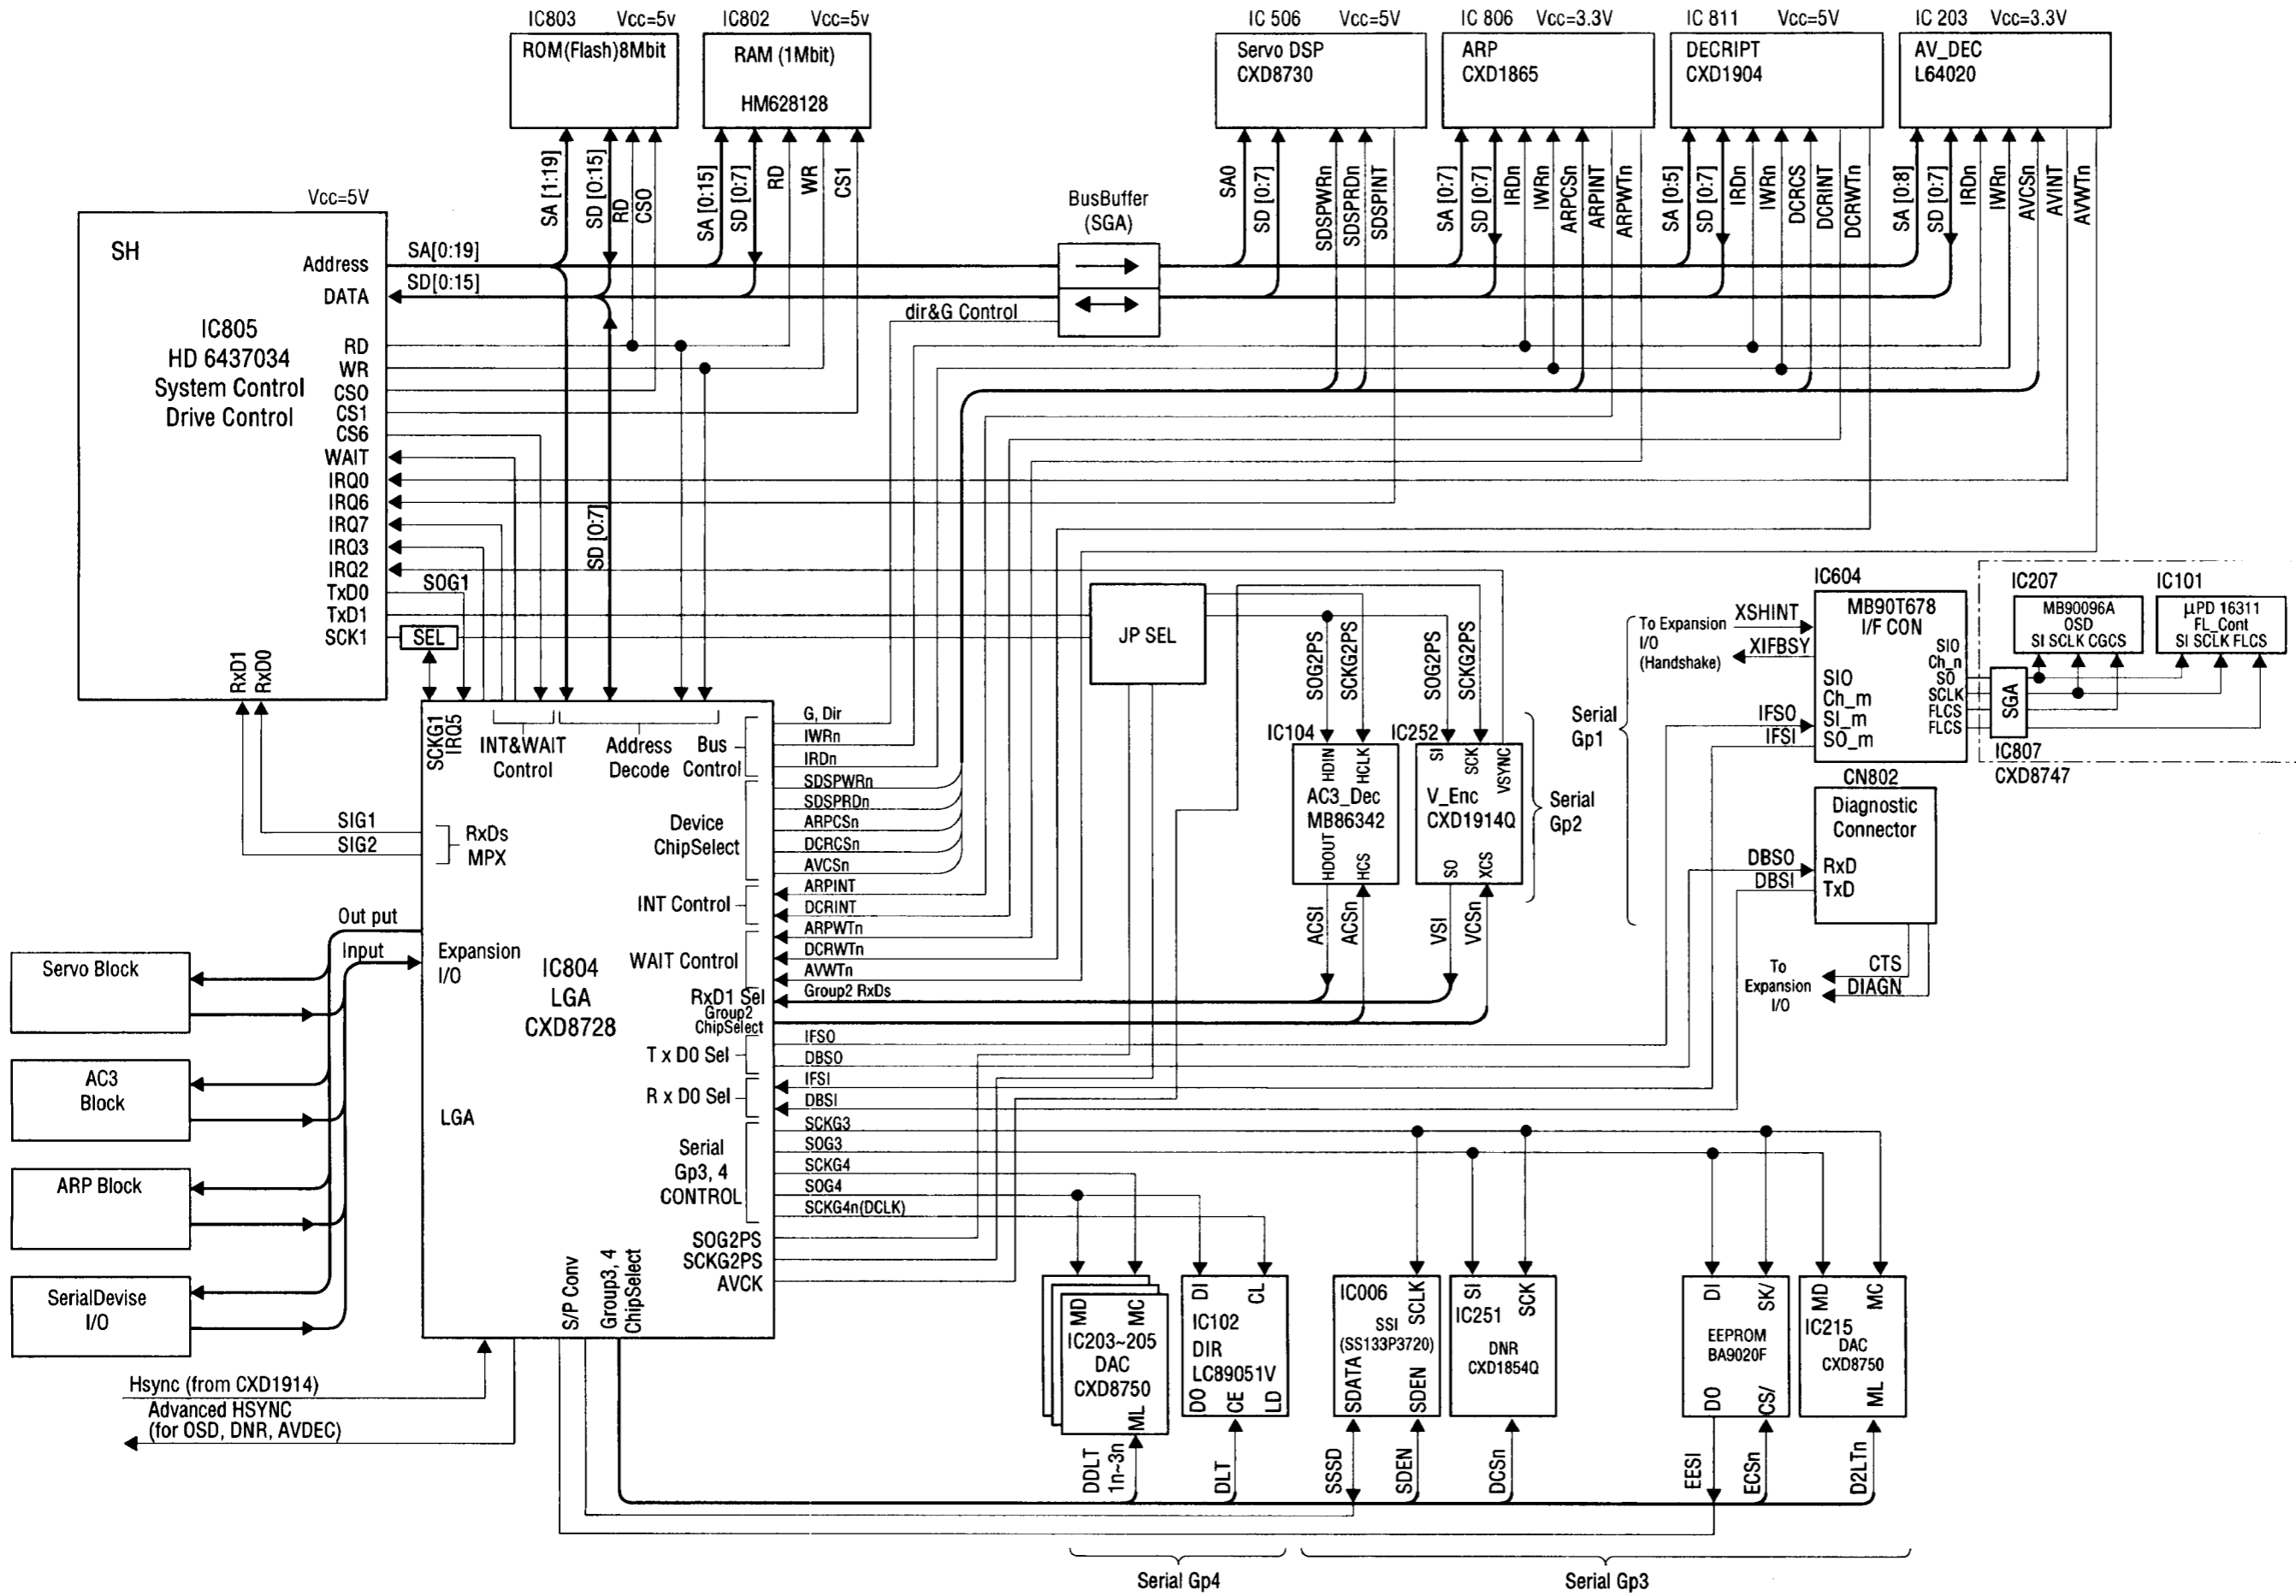 IC803 Vcc=5v
ROM(Flash)8Mbit
IC802 Vcc=5v
RAM (1Mbit)
HM628128
IC 506 Vcc=5V
Servo DSP
CXD8730
IC 806 Vcc=3.3V
ARP
CXD1865
IC 811 Vcc=5V
DECRIPT
CXD1904
IC 203 Vcc=3.3V
AV_DEC
L64020
SA [1:19]
SD [0:15]
RD
CSO
SA [0:15]
SD [0:7]
RD
WR
CS1
SA0
SD [0:7]
SDSPWRn
SDSPRDn
SDSPINT
SA [0:7]
SD [0:7]
IRDn
IWRn
ARPCSn
ARPINT
ARPWTn
SA [0:5]
SD [0:7]
IRDn
IWRn
DCRCS
DCRINT
DCRWTn
SA [0:8]
SD [0:7]
IRDn
IWRn
AVCSn
AVINT
AVWTn
BusBuffer
(SGA)
dir&G Control
Vcc=5V
SH
IC805
HD 6437034
System Control
Drive Control
Address
DATA
RD
WR
CSO
CS1
CS6
WAIT
IRQ0
IRQ6
IRQ7
IRQ3
IRQ2
TxD0
TxD1
SCK1
RxD1
RxD0
SA[0:19]
SD[0:15]
SD [0:7]
SOG1
SEL
JP SEL
SIG1
SIG2
Out put
Input
Servo Block
AC3
Block
ARP Block
SerialDevise
I/O
Hsync (from CXD1914)
Advanced HSYNC
(for OSD, DNR, AVDEC)
SCKG1
IRQ5
INT&WAIT
Control
Address
Decode
Bus
Control
RxDs
MPX
Device
ChipSelect
INT Control
WAIT Control
Expansion
I/O
IC804
LGA
CXD8728
LGA
RxD1 Sel
Group2
ChipSelect
T x D0 Sel
R x D0 Sel
Serial
Gp3, 4
CONTROL
SOG2PS
SCKG2PS
AVCK
S/P Conv
Group3, 4
ChipSelect
G, Dir
IWRn
IRDn
SDSPWRn
SDSPRDn
ARPCSn
DCRCSn
AVCSn
ARPINT
DCRINT
ARPWTn
DCRWTn
AVWTn
Group2 RxDs
IFSO
DBSO
IFSI
DBSI
SCKG3
SOG3
SCKG4
SOG4
SCKG4n(DCLK)
SOG2PS
SCKG2PS
SOG2PS
SCKG2PS
IC104
HDIN
HCLK
AC3_Dec
MB86342
HDOUT
HCS
ACSI
ACSn
IC252
SI
SCK
VSYNC
V_Enc
CXD1914Q
SO
XCS
VSI
VCSn
Serial
Gp2
Serial
Gp1
To Expansion
I/O
(Handshake)
XSHINT
XIFBSY
IFSO
IFSI
IC604
MB90T678
I/F CON
SIO
Ch_m
SI_m
SO_m
SIO
Ch_n
SO
SCLK
FLCS
FLCS
SGA
IC807
CXD8747
IC207
MB90096A
OSD
SI SCLK CGCS
IC101
µPD 16311
FL_Cont
SI SCLK FLCS
CN802
Diagnostic
Connector
RxD
TxD
DBSO
DBSI
CTS
DIAGN
To
Expansion
I/O
MD
MC
IC203~205
DAC
CXD8750
ML
DDLT
1n~3n
DI
CL
IC102
DIR
LC89051V
DO
CE
LD
DLT
IC006
SCLK
SSI
(SS133P3720)
SDATA
SDEN
SSSD
SDEN
SI
SCK
IC251
DNR
CXD1854Q
DCSn
DI
SK/
EEPROM
BA9020F
DO
CS/
EESI
ECSn
MD
MC
IC215
DAC
CXD8750
ML
D2LTn
Serial Gp4
Serial Gp3